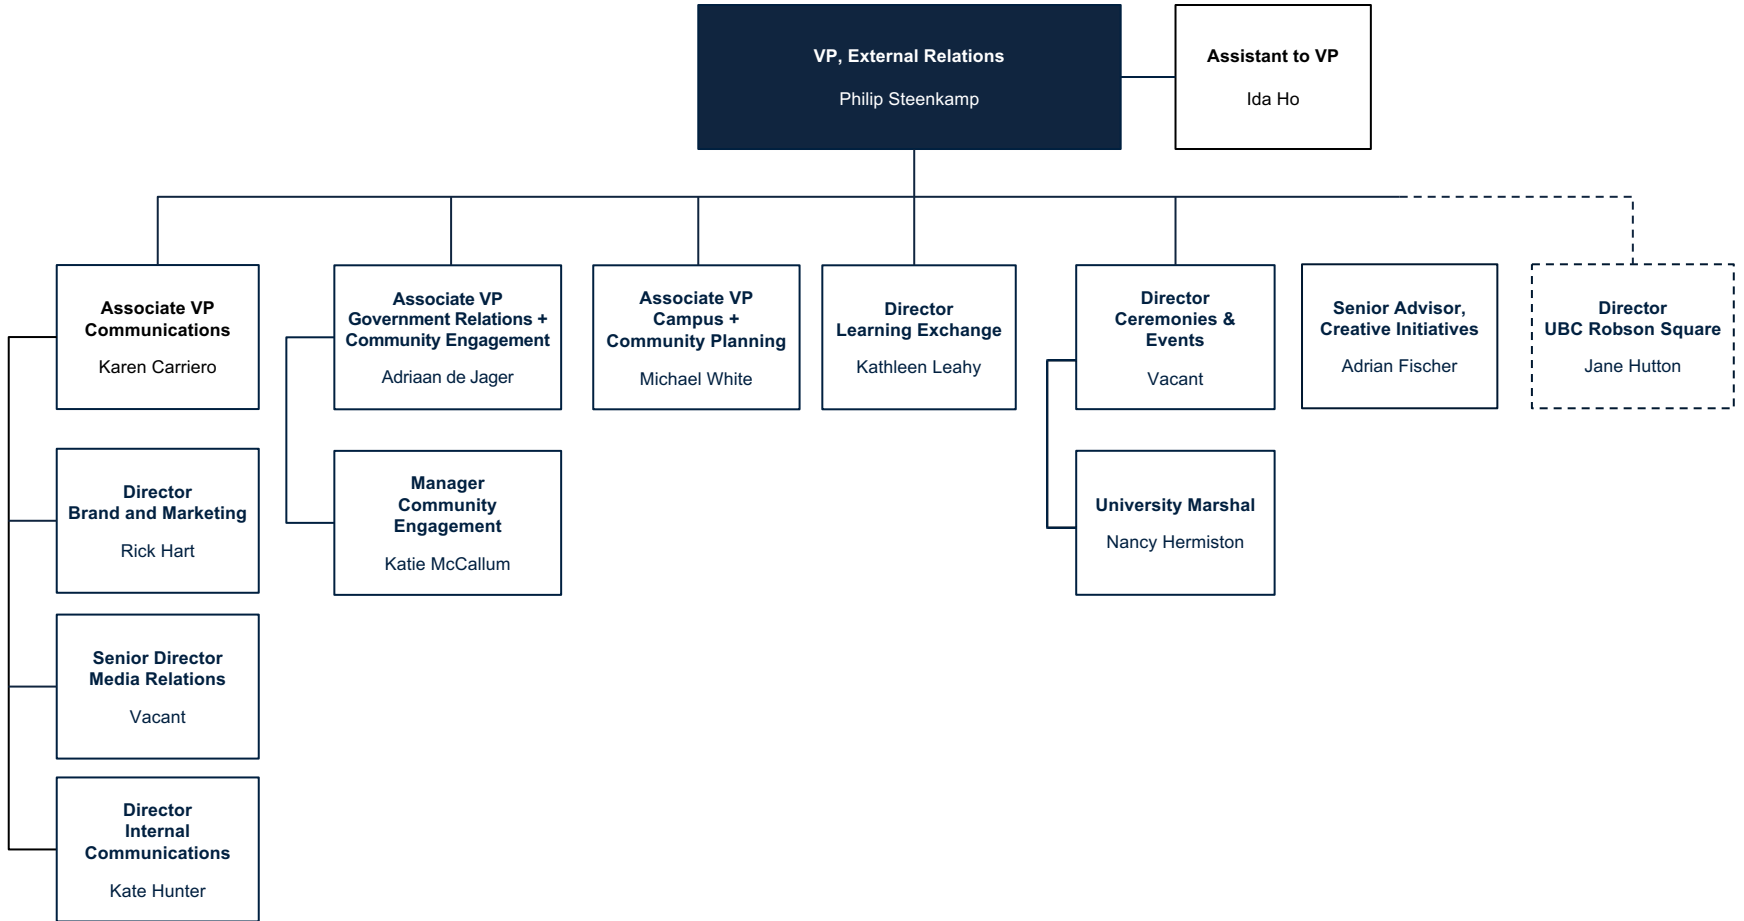 VP, External Relations
Philip Steenkamp
Assistant to VP
Ida Ho
Associate VP
Communications
Karen Carriero
Associate VP
Government Relations +
Community Engagement
Adriaan de Jager
Associate VP
Campus +
Community Planning
Michael White
Director
Learning Exchange
Kathleen Leahy
Director
Ceremonies &
Events
Vacant
Senior Advisor,
Creative Initiatives
Adrian Fischer
Director
UBC Robson Square
Jane Hutton
Director
Brand and Marketing
Rick Hart
Manager
Community
Engagement
Katie McCallum
University Marshal
Nancy Hermiston
Senior Director
Media Relations
Vacant
Director
Internal
Communications
Kate Hunter